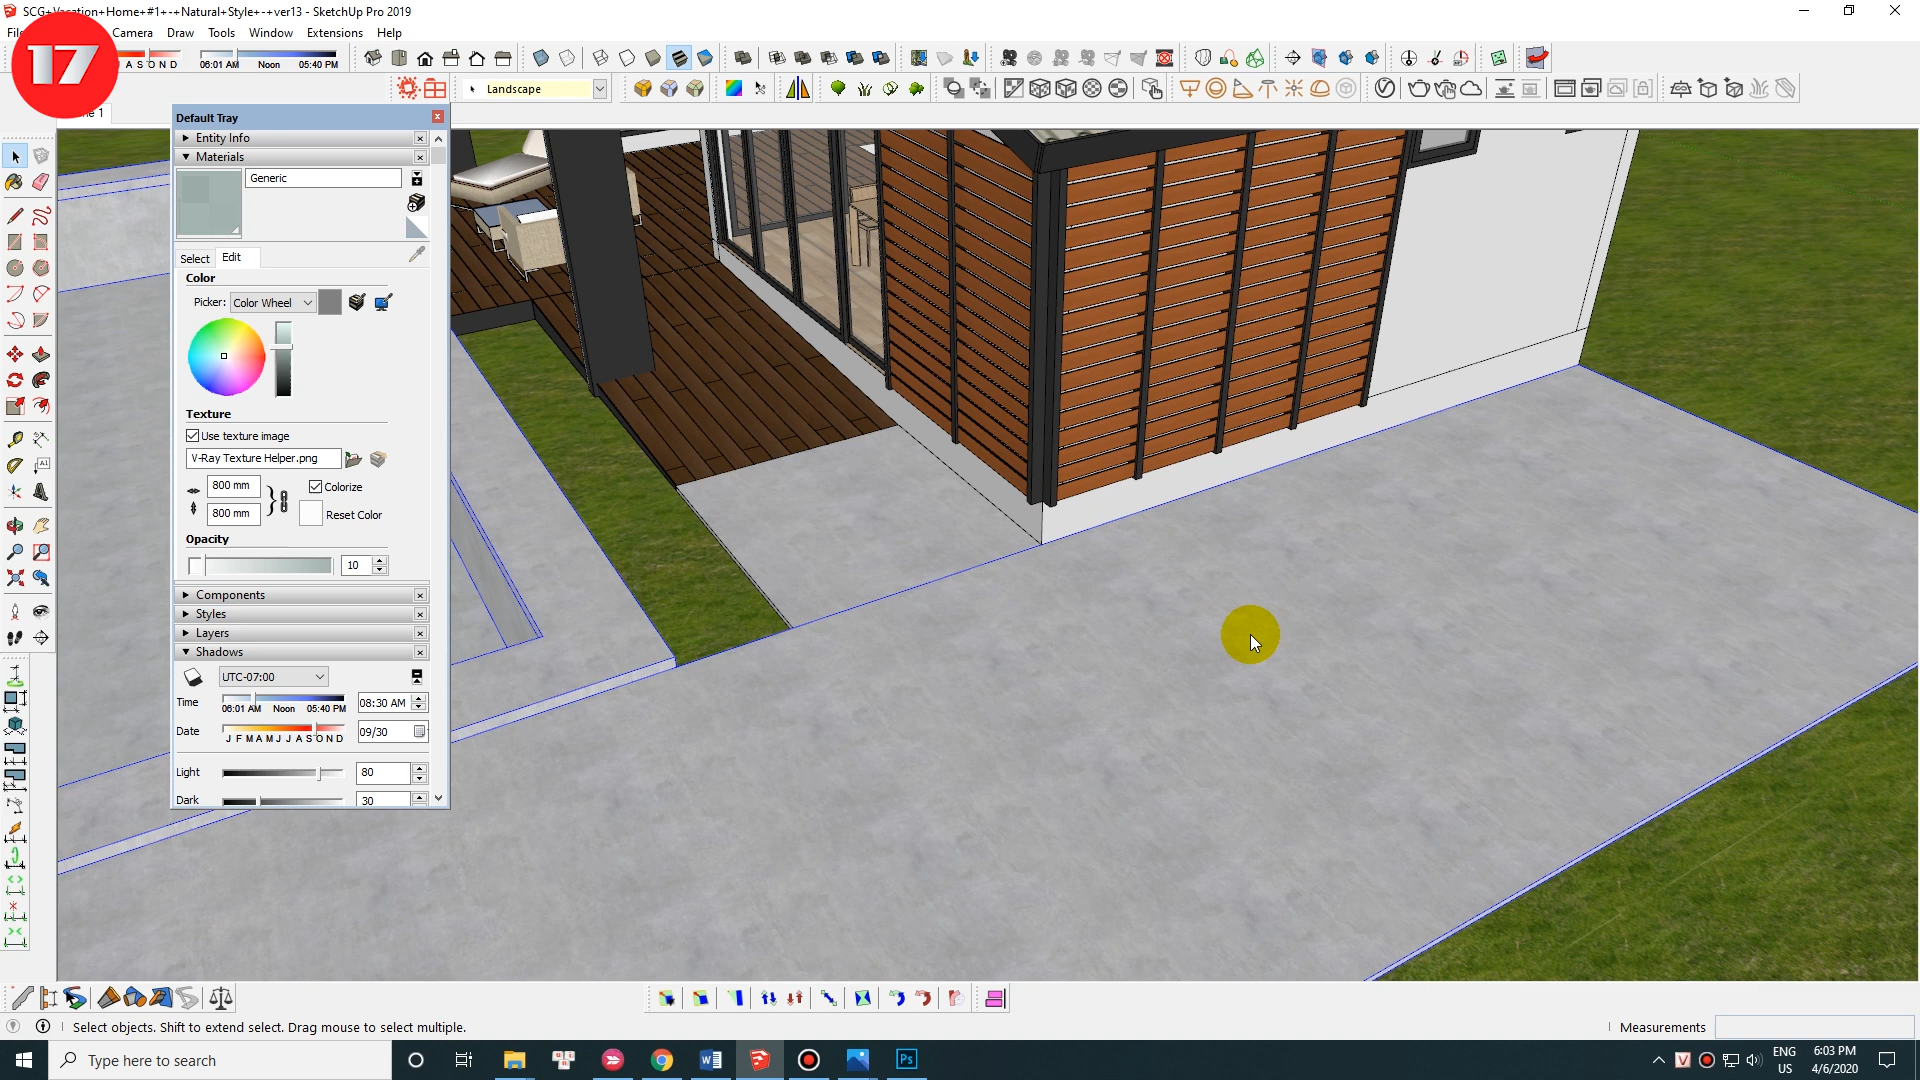 SCG+Vacation+Home+#1+-+Natural+Style+-+ver13 - SketchUp Pro 2019
Camera Draw Tools Window Extensions Help
17
A S O N D
06:01 AM Noon 05:40 PM
Landscape
Default Tray
Entity Info
Materials
Generic
Select Edit
Color
Picker: Color Wheel
Texture
Use texture image
V-Ray Texture Helper.png
800 mm
Colorize
800 mm
Reset Color
Opacity
10
Components
Styles
Layers
Shadows
UTC-07:00
Time
06:01 AM Noon 05:40 PM
08:30 AM
Date
J F M A M J J A S O N D
09/30
Light
80
Dark
30
Select objects. Shift to extend select. Drag mouse to select multiple.
Measurements
Type here to search
ENG
US
6:03 PM
4/6/2020